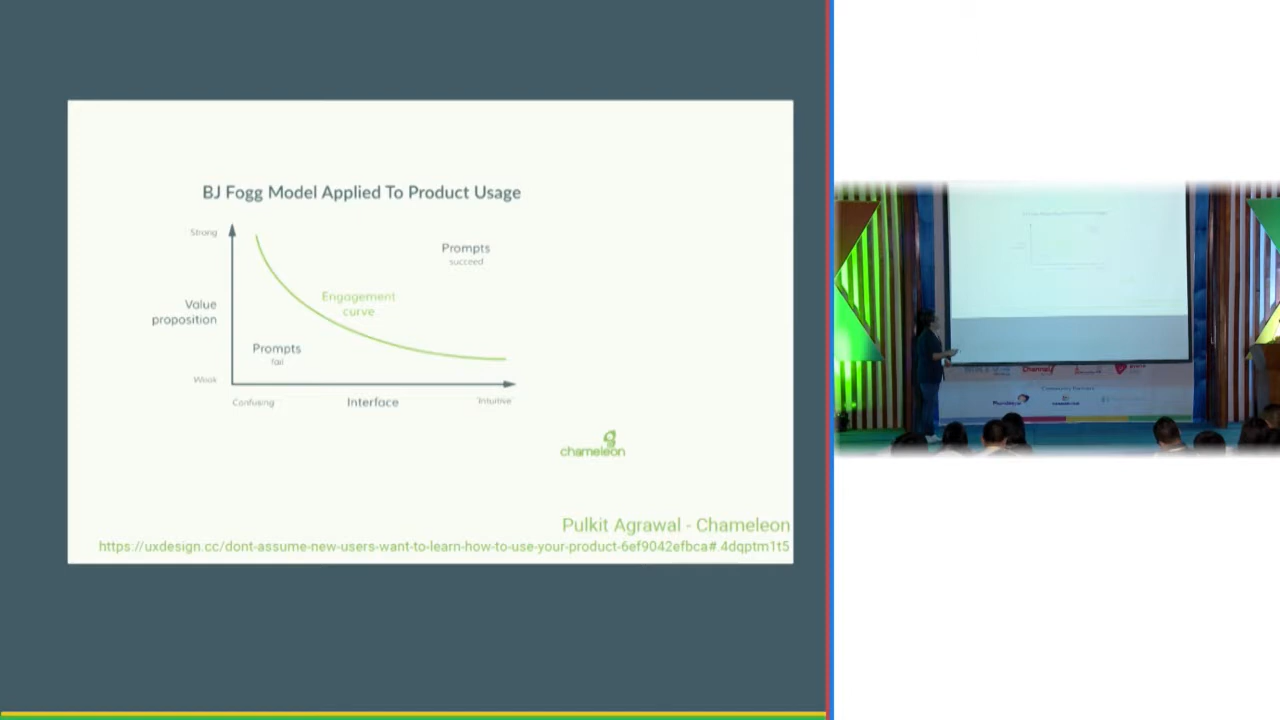 BJ Fogg Model Applied To Product Usage
Strong
Prompts
succeed
Engagement
curve
Value
proposition
Prompts
fail
Weak
Confusing
Interface
Intuitive
chameleon
Pulkit Agrawal - Chameleon
https://uxdesign.cc/dont-assume-new-users-want-to-learn-how-to-use-your-product-6ef9042efbca#.4dqptm1t5
Community Partners